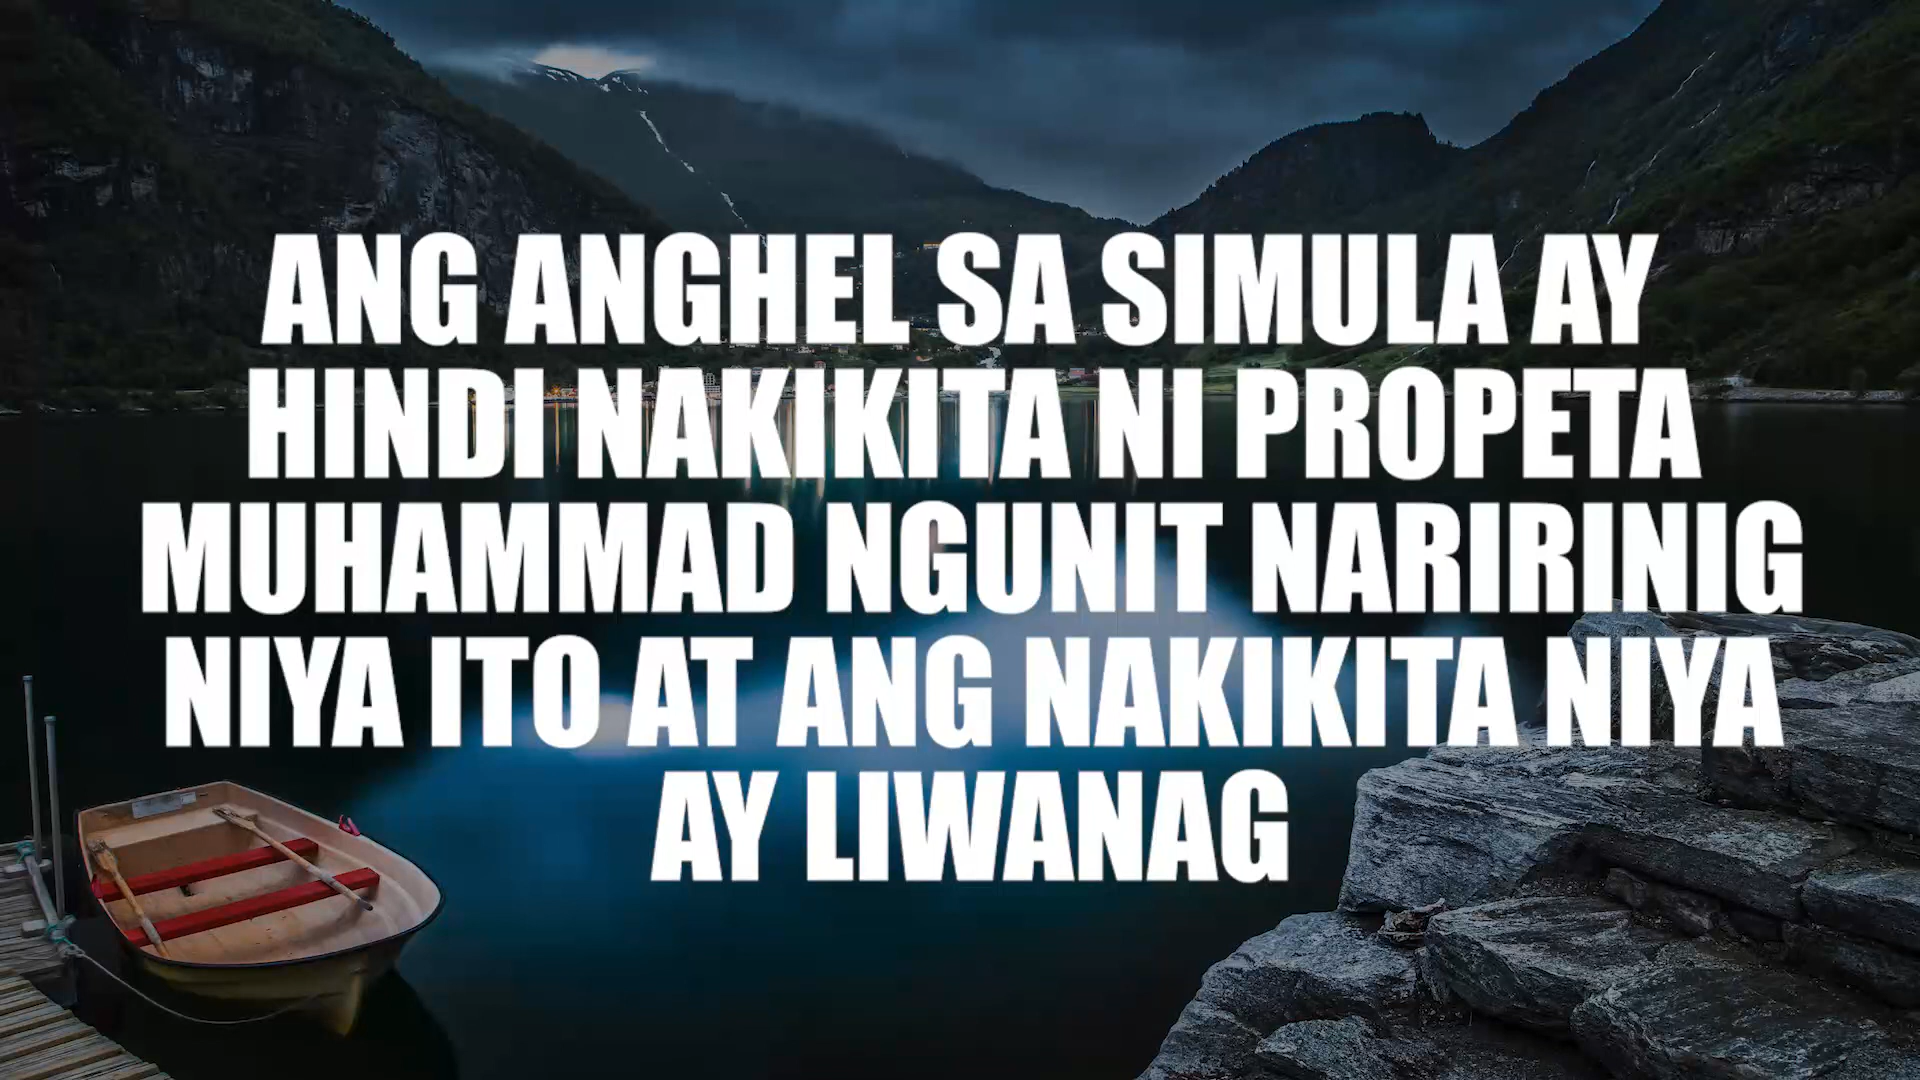 ANG ANGHEL SA SIMULA AY
HINDI NAKIKITA NI PROPETA
MUHAMMAD NGUNIT NARIRINIG
NIYA ITO AT ANG NAKIKITA NIYA
AY LIWANAG